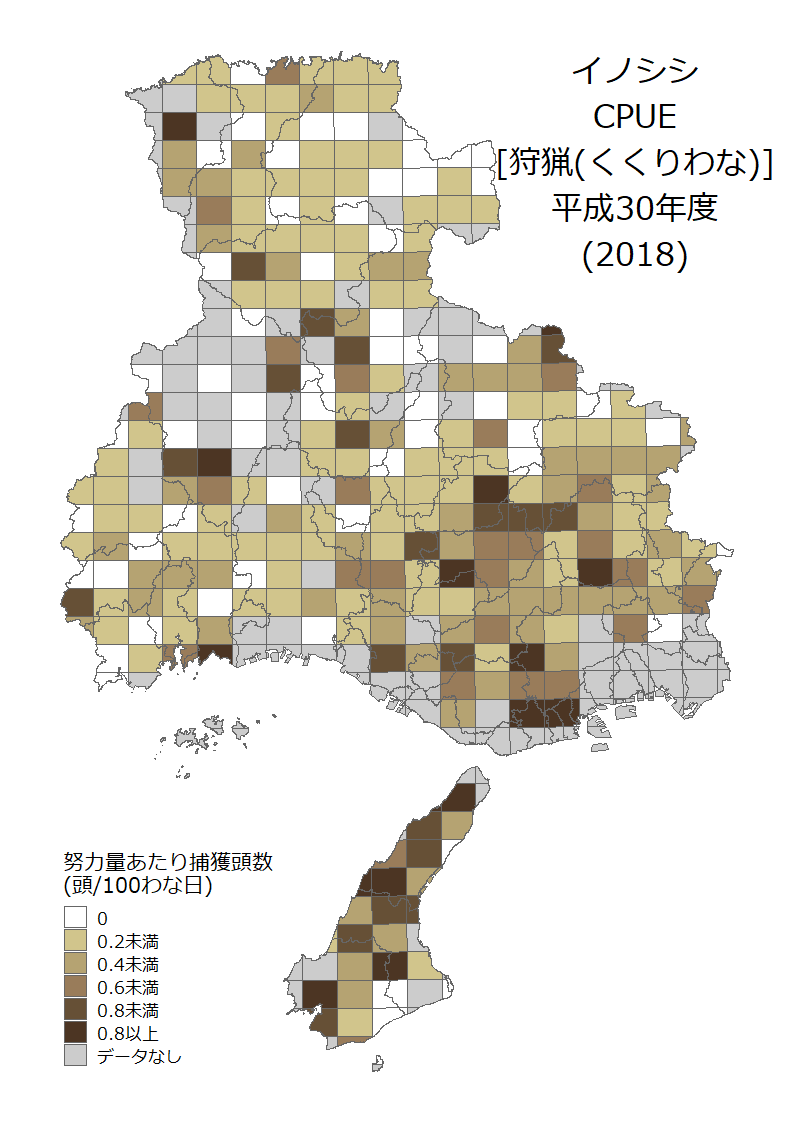 イノシシ
CPUE
[狩猟(くくりわな)]
平成30年度
(2018)
努力量あたり捕獲頭数
(頭/100わな日)
0
0.2未満
0.4未満
0.6未満
0.8未満
0.8以上
データなし